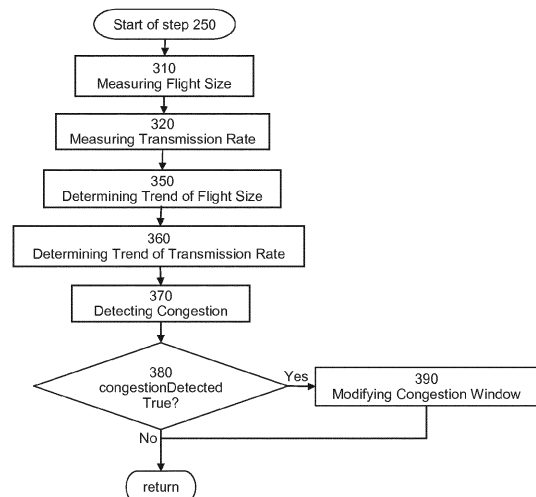 Start of step 250
310
Measuring Flight Size
320
Measuring Transmission Rate
350
Determining Trend of Flight Size
360
Determining Trend of Transmission Rate
370
Detecting Congestion
380
congestionDetected
True?
Yes
390
Modifying Congestion Window
No
return